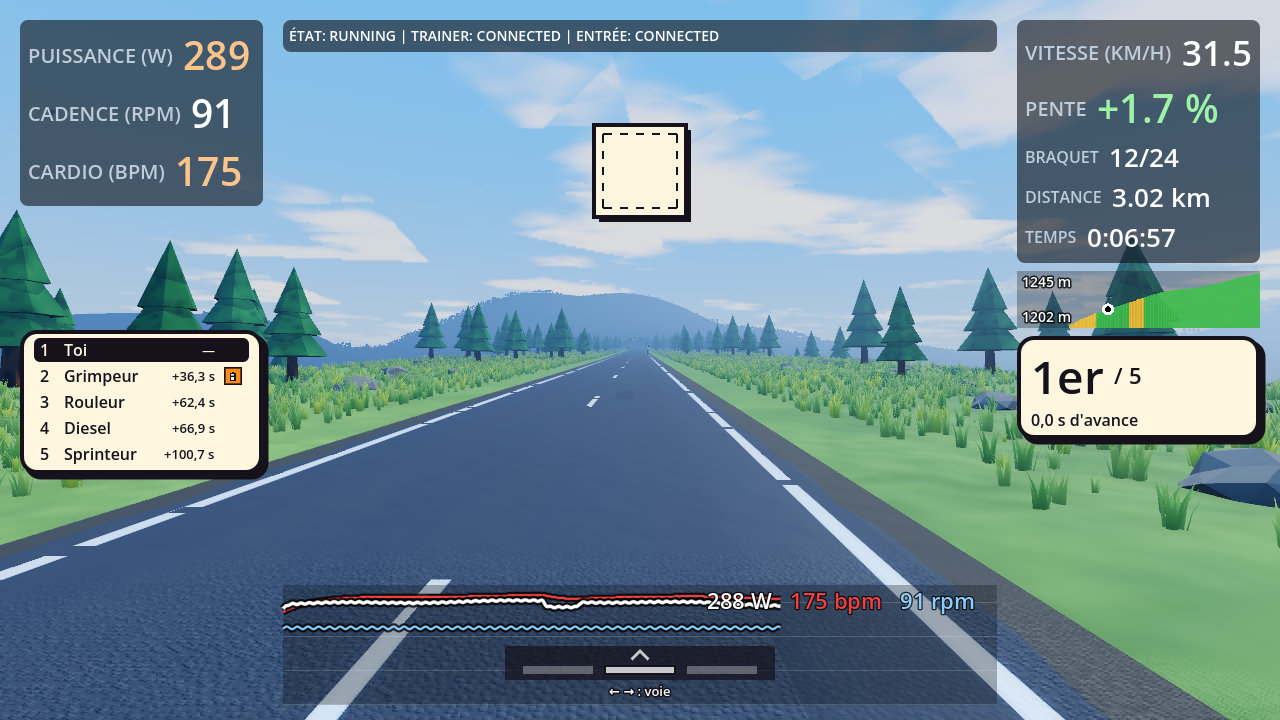 PUISSANCE (W) 289
CADENCE (RPM) 91
CARDIO (BPM) 175
ÉTAT: RUNNING | TRAINER: CONNECTED | ENTRÉE: CONNECTED
VITESSE (KM/H) 31.5
PENTE +1.7 %
BRAQUET 12/24
DISTANCE 3.02 km
TEMPS 0:06:57
1245 m
1202 m
1 Toi —
2 Grimpeur +36,3 s
3 Rouleur +62,4 s
4 Diesel +66,9 s
5 Sprinteur +100,7 s
1er / 5
0,0 s d'avance
288 W 175 bpm 91 rpm
← → : voie